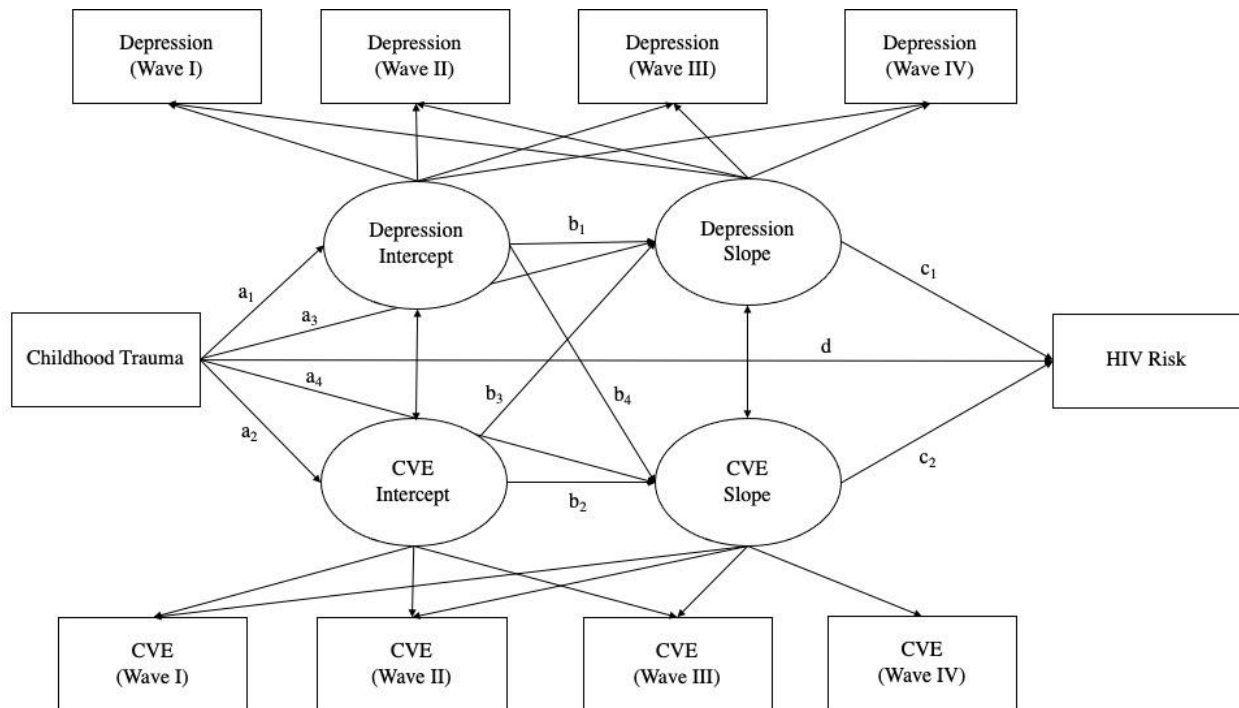 Depression
(Wave I)
Depression
(Wave II)
Depression
(Wave III)
Depression
(Wave IV)
Depression
Intercept
b₁
Depression
Slope
a₁
a₃
c₁
Childhood Trauma
d
HIV Risk
a₄
b₃
b₄
a₂
CVE
Intercept
b₂
CVE
Slope
c₂
CVE
(Wave I)
CVE
(Wave II)
CVE
(Wave III)
CVE
(Wave IV)